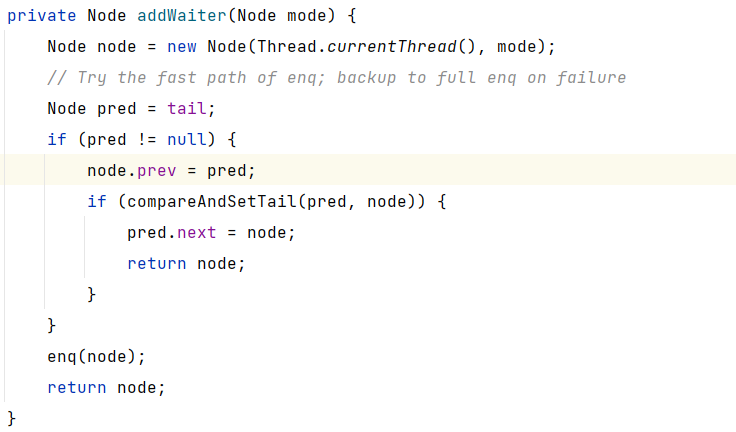 private Node addWaiter(Node mode) {
    Node node = new Node(Thread.currentThread(), mode);
    // Try the fast path of enq; backup to full enq on failure
    Node pred = tail;
    if (pred != null) {
        node.prev = pred;
        if (compareAndSetTail(pred, node)) {
            pred.next = node;
            return node;
        }
    }
    enq(node);
    return node;
}